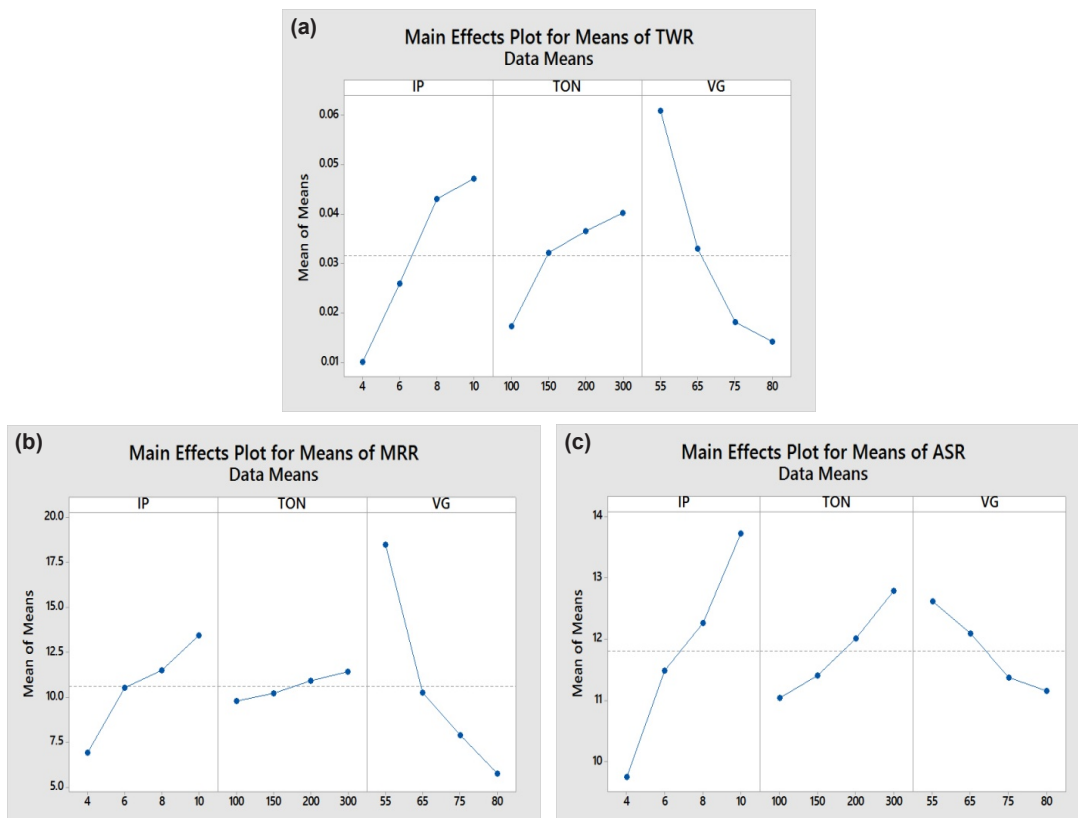 (a)
Main Effects Plot for Means of TWR
Data Means
IP TON VG
Mean of Means
0.06
0.05
0.04
0.03
0.02
0.01
4 6 8 10 100 150 200 300 55 65 75 80
(b)
Main Effects Plot for Means of MRR
Data Means
IP TON VG
Mean of Means
20.0
17.5
15.0
12.5
10.0
7.5
5.0
4 6 8 10 100 150 200 300 55 65 75 80
(c)
Main Effects Plot for Means of ASR
Data Means
IP TON VG
Mean of Means
14
13
12
11
10
4 6 8 10 100 150 200 300 55 65 75 80